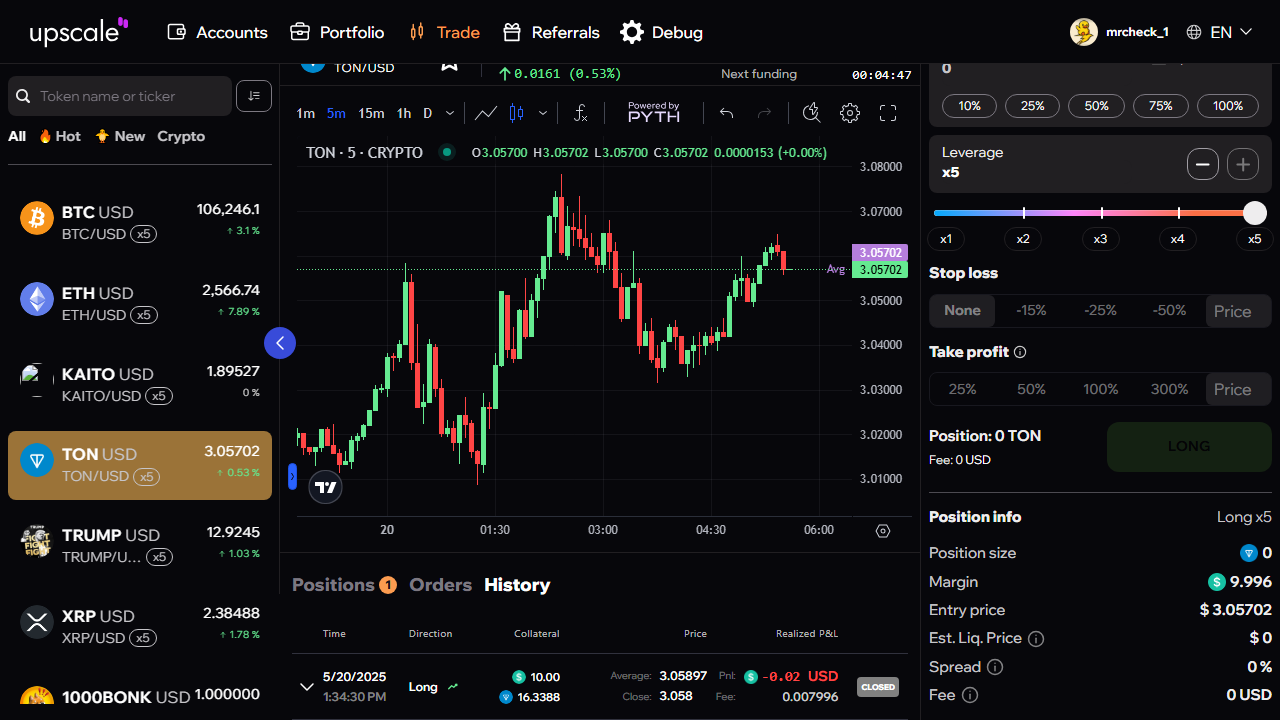 upscale
Accounts
Portfolio
Trade
Referrals
Debug
mrcheck_1
EN
Token name or ticker
All Hot New Crypto
BTC USD 106,246.1
BTC/USD x5 ↑ 3.1 %
ETH USD 2,566.74
ETH/USD x5 ↑ 7.89 %
KAITO USD 1.89527
KAITO/USD x5 0 %
TON USD 3.05702
TON/USD x5 ↑ 0.53 %
TRUMP USD 12.9245
TRUMP/U... x5 ↑ 1.03 %
XRP USD 2.38488
XRP/USD x5 ↑ 1.78 %
1000BONK USD 1.000000
TON/USD
↑ 0.0161 (0.53%)
Next funding 00:04:47
1m 5m 15m 1h D
Powered by
PYTH
TON · 5 · CRYPTO O3.05700 H3.05702 L3.05700 C3.05702 0.0000153 (+0.00%)
3.08000
3.07000
3.05702
Avg 3.05702
3.05000
3.04000
3.03000
3.02000
3.01000
20 01:30 03:00 04:30 06:00
Positions 1 Orders History
Time Direction Collateral Price Realized P&L
5/20/2025 Long 10.00 Average: 3.05897 Pnl: -0.02 USD CLOSED
1:34:30 PM 16.3388 Close: 3.058 Fee: 0.007996
0
10% 25% 50% 75% 100%
Leverage
x5
x1 x2 x3 x4 x5
Stop loss
None -15% -25% -50% Price
Take profit
25% 50% 100% 300% Price
Position: 0 TON
Fee: 0 USD
LONG
Position info Long x5
Position size 0
Margin 9.996
Entry price $ 3.05702
Est. Liq. Price $ 0
Spread 0 %
Fee 0 USD